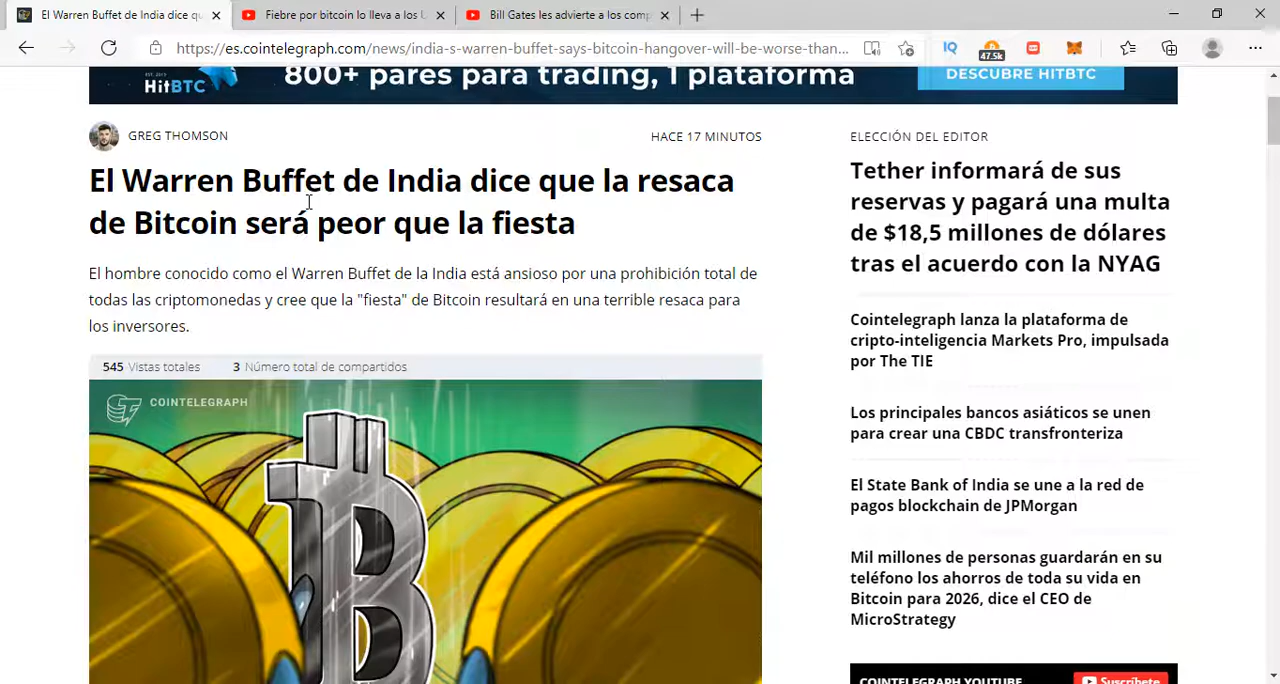 El Warren Buffet de India dice qu
Fiebre por bitcoin lo lleva a los U
Bill Gates les advierte a los comp
https://es.cointelegraph.com/news/india-s-warren-buffet-says-bitcoin-hangover-will-be-worse-than...
IQ
47.5k
EST. 2013
HitBTC
800+ pares para trading, 1 plataforma
DESCUBRE HITBTC
GREG THOMSON
HACE 17 MINUTOS
El Warren Buffet de India dice que la resaca
de Bitcoin será peor que la fiesta
El hombre conocido como el Warren Buffet de la India está ansioso por una prohibición total de
todas las criptomonedas y cree que la "fiesta" de Bitcoin resultará en una terrible resaca para
los inversores.
545 Vistas totales 3 Número total de compartidos
COINTELEGRAPH
ELECCIÓN DEL EDITOR
Tether informará de sus
reservas y pagará una multa
de $18,5 millones de dólares
tras el acuerdo con la NYAG
Cointelegraph lanza la plataforma de
cripto-inteligencia Markets Pro, impulsada
por The TIE
Los principales bancos asiáticos se unen
para crear una CBDC transfronteriza
El State Bank of India se une a la red de
pagos blockchain de JPMorgan
Mil millones de personas guardarán en su
teléfono los ahorros de toda su vida en
Bitcoin para 2026, dice el CEO de
MicroStrategy
COINTELEGRAPH YOUTUBE
Suscríbete